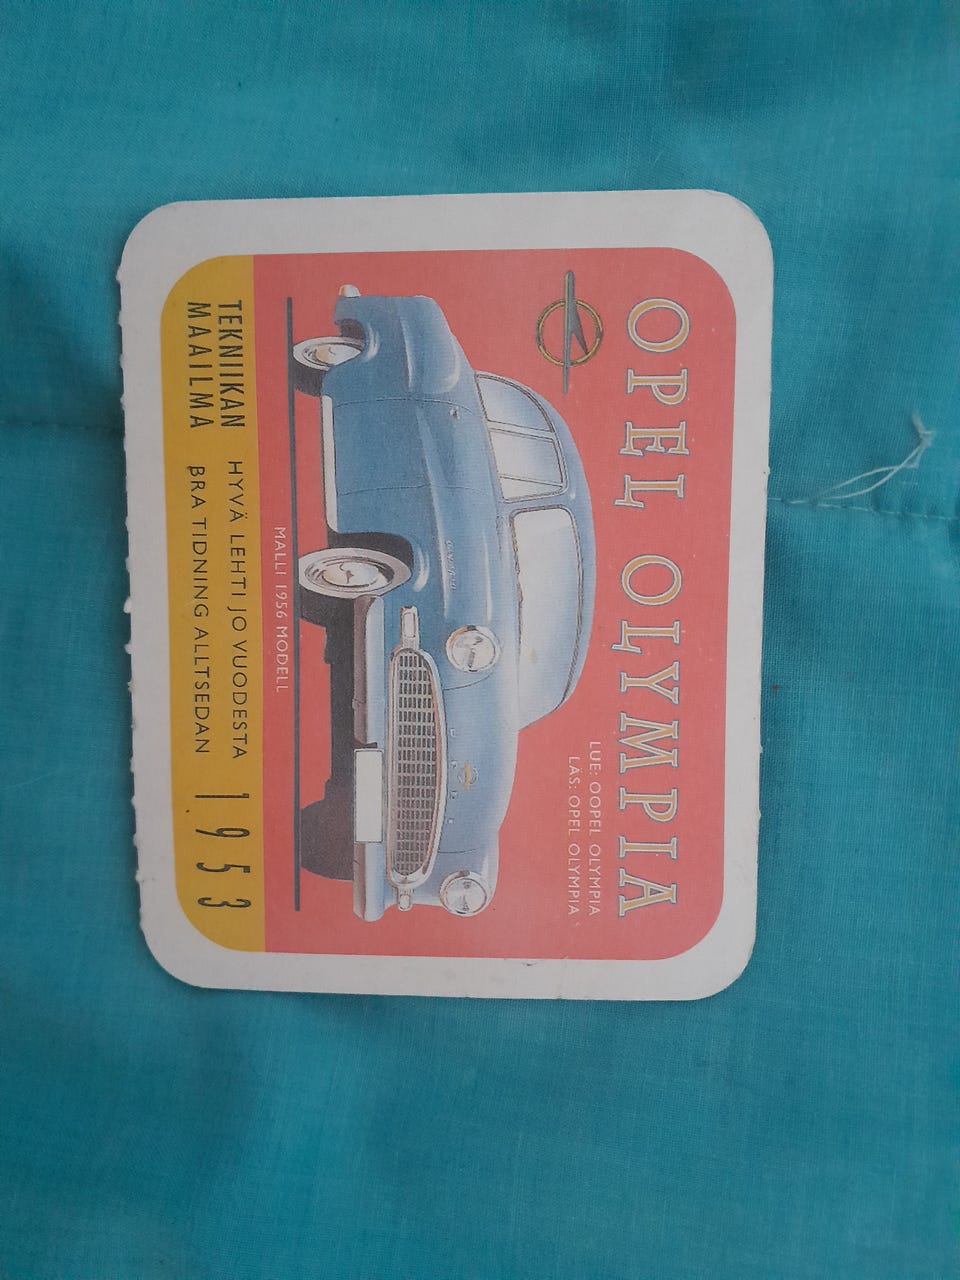 OPEL OLYMPIA
LUE: OOPEL OLYMPIA
LÄS: OPEL OLYMPIA
OPEL
MALLI 1956 MODELL
TEKNIIKAN MAAILMA
HYVÄ LEHTI JO VUODESTA
BRA TIDNING ALLTSEDAN
1953